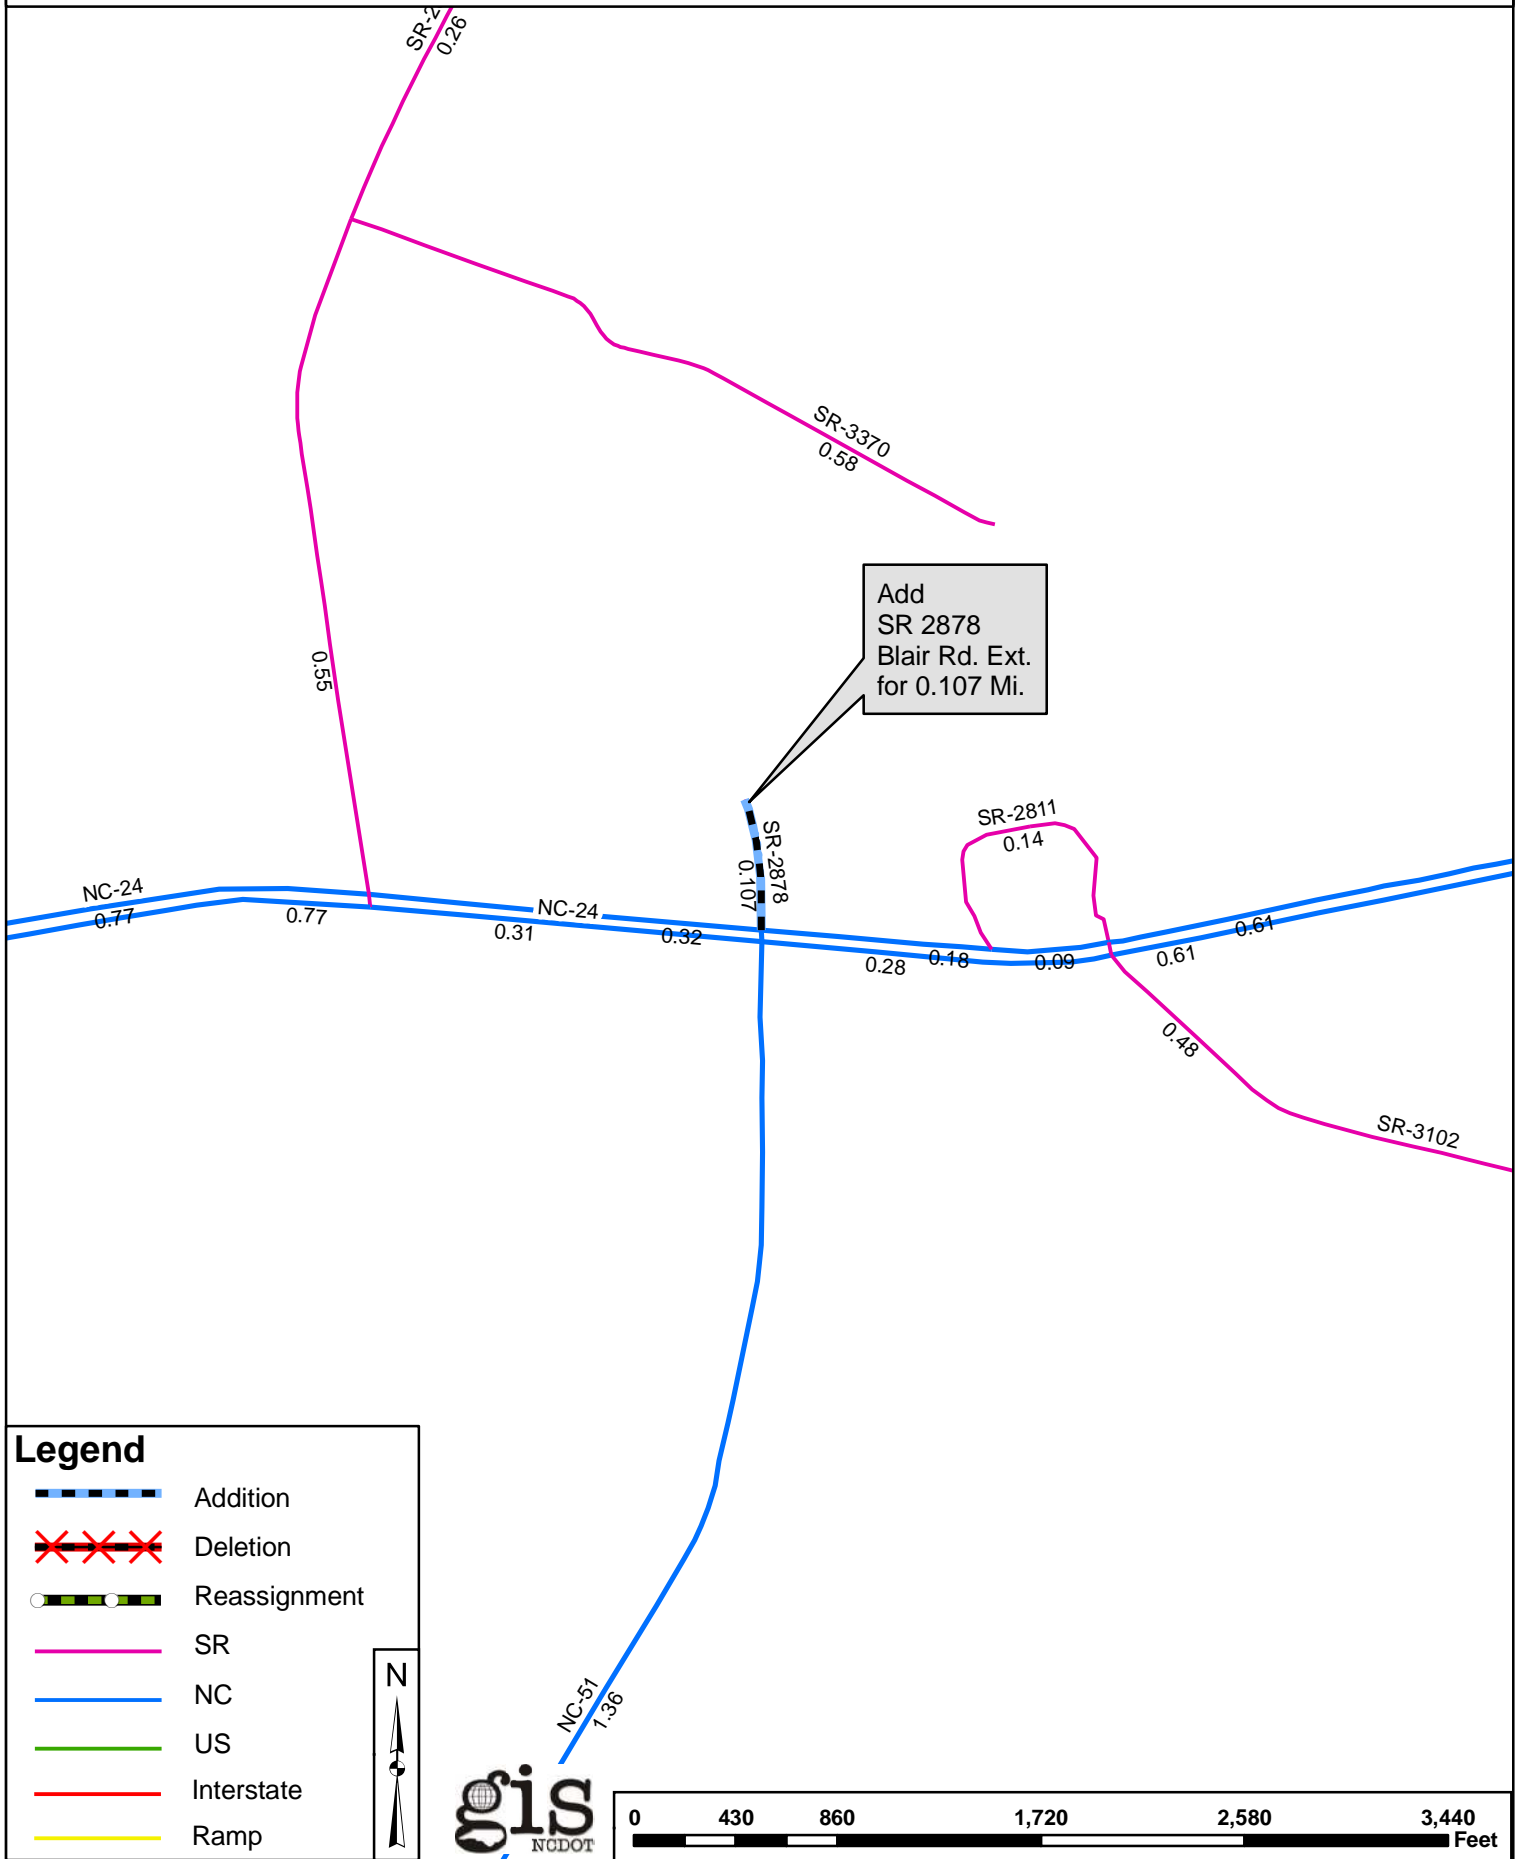 SR-2
0.26
SR-3370
0.58
Add
SR 2878
Blair Rd. Ext.
for 0.107 Mi.
0.55
SR-2878
0.107
SR-2811
0.14
NC-24
0.77
0.77
NC-24
0.31
0.32
0.28
0.18
0.09
0.61
0.61
0.48
SR-3102
NC-51
1.36
Legend
Addition
Deletion
Reassignment
SR
NC
US
Interstate
Ramp
N
gis
NCDOT
0 430 860 1,720 2,580 3,440
Feet